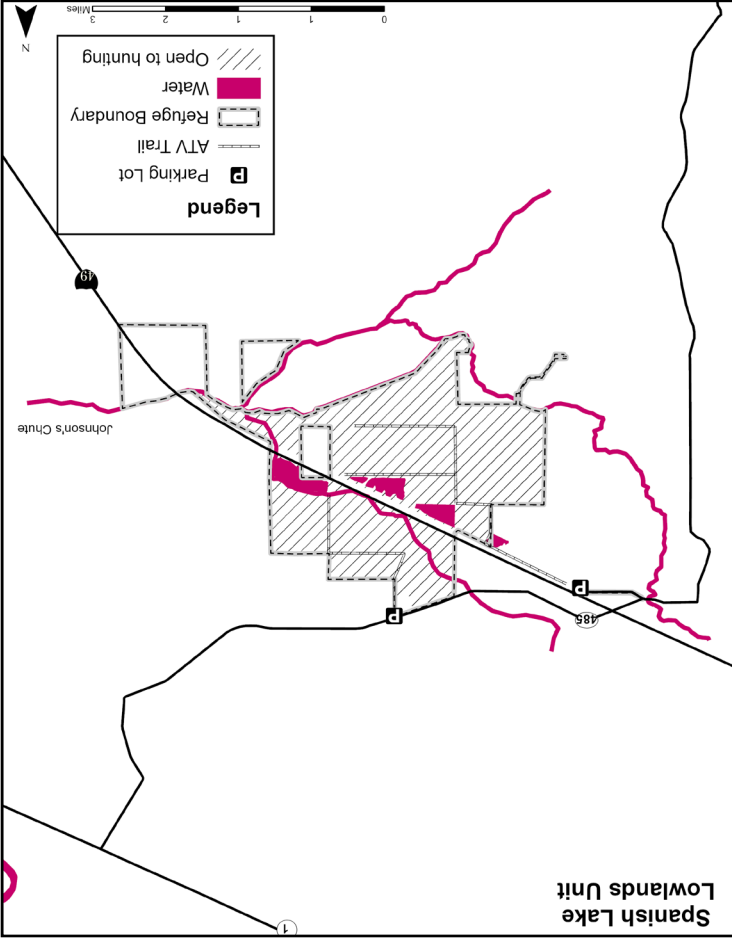 Spanish Lake
Lowlands Unit
1
485
P
P
Johnson's Chute
49
Legend
P Parking Lot
ATV Trail
Refuge Boundary
Water
Open to hunting
N
0 1 1 2 3
Miles